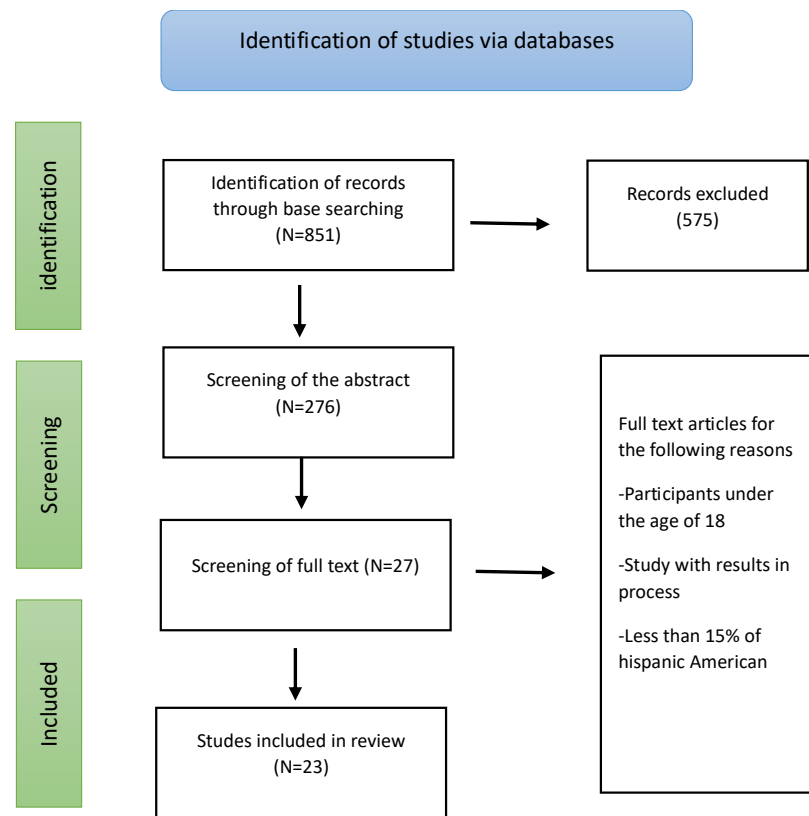 Identification of studies via databases
identification
Identification of records
through base searching
(N=851)
Records excluded
(575)
Screening
Screening of the abstract
(N=276)
Screening of full text (N=27)
Full text articles for
the following reasons
-Participants under
the age of 18
-Study with results in
process
-Less than 15% of
hispanic American
Included
Studes included in review
(N=23)